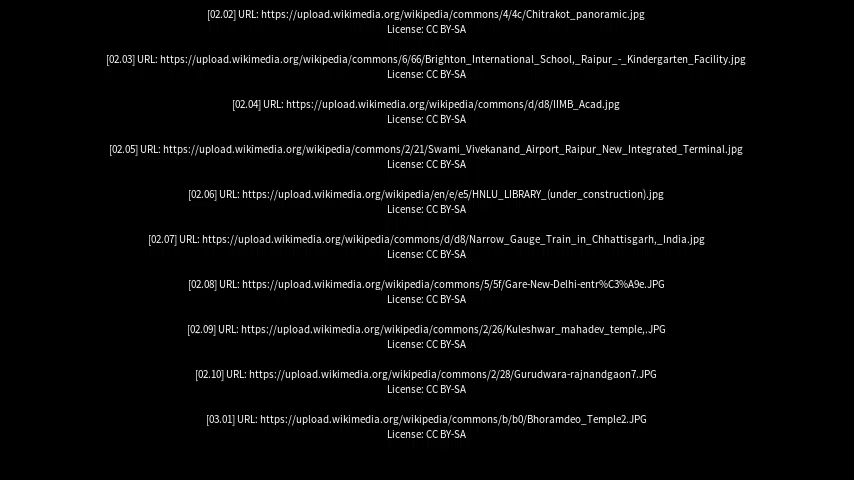 [02.02] URL: https://upload.wikimedia.org/wikipedia/commons/4/4c/Chitrakot_panoramic.jpg
License: CC BY-SA
[02.03] URL: https://upload.wikimedia.org/wikipedia/commons/6/66/Brighton_International_School,_Raipur_-_Kindergarten_Facility.jpg
License: CC BY-SA
[02.04] URL: https://upload.wikimedia.org/wikipedia/commons/d/d8/IIMB_Acad.jpg
License: CC BY-SA
[02.05] URL: https://upload.wikimedia.org/wikipedia/commons/2/21/Swami_Vivekanand_Airport_Raipur_New_Integrated_Terminal.jpg
License: CC BY-SA
[02.06] URL: https://upload.wikimedia.org/wikipedia/en/e/e5/HNLU_LIBRARY_(under_construction).jpg
License: CC BY-SA
[02.07] URL: https://upload.wikimedia.org/wikipedia/commons/d/d8/Narrow_Gauge_Train_in_Chhattisgarh,_India.jpg
License: CC BY-SA
[02.08] URL: https://upload.wikimedia.org/wikipedia/commons/5/5f/Gare-New-Delhi-entr%C3%A9e.JPG
License: CC BY-SA
[02.09] URL: https://upload.wikimedia.org/wikipedia/commons/2/26/Kuleshwar_mahadev_temple,.JPG
License: CC BY-SA
[02.10] URL: https://upload.wikimedia.org/wikipedia/commons/2/28/Gurudwara-rajnandgaon7.JPG
License: CC BY-SA
[03.01] URL: https://upload.wikimedia.org/wikipedia/commons/b/b0/Bhoramdeo_Temple2.JPG
License: CC BY-SA